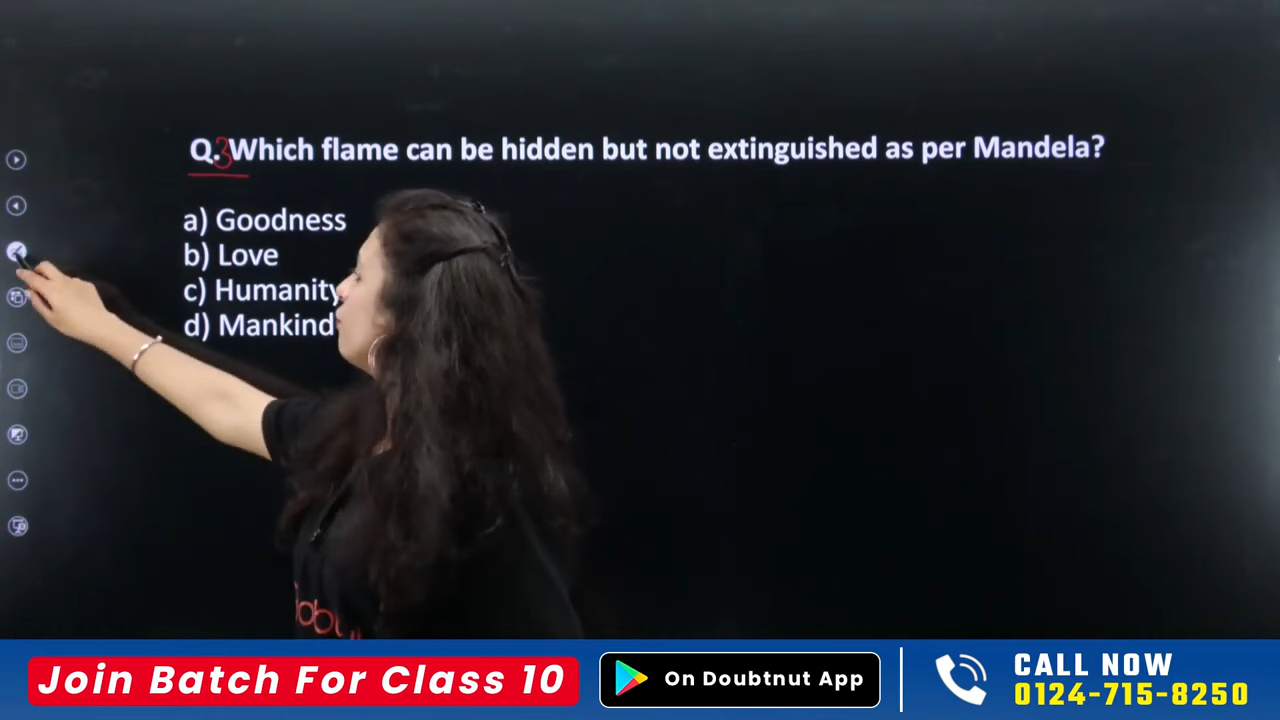 Q.3 Which flame can be hidden but not extinguished as per Mandela?
a) Goodness
b) Love
c) Humanity
d) Mankind
Join Batch For Class 10
On Doubtnut App
CALL NOW
0124-715-8250